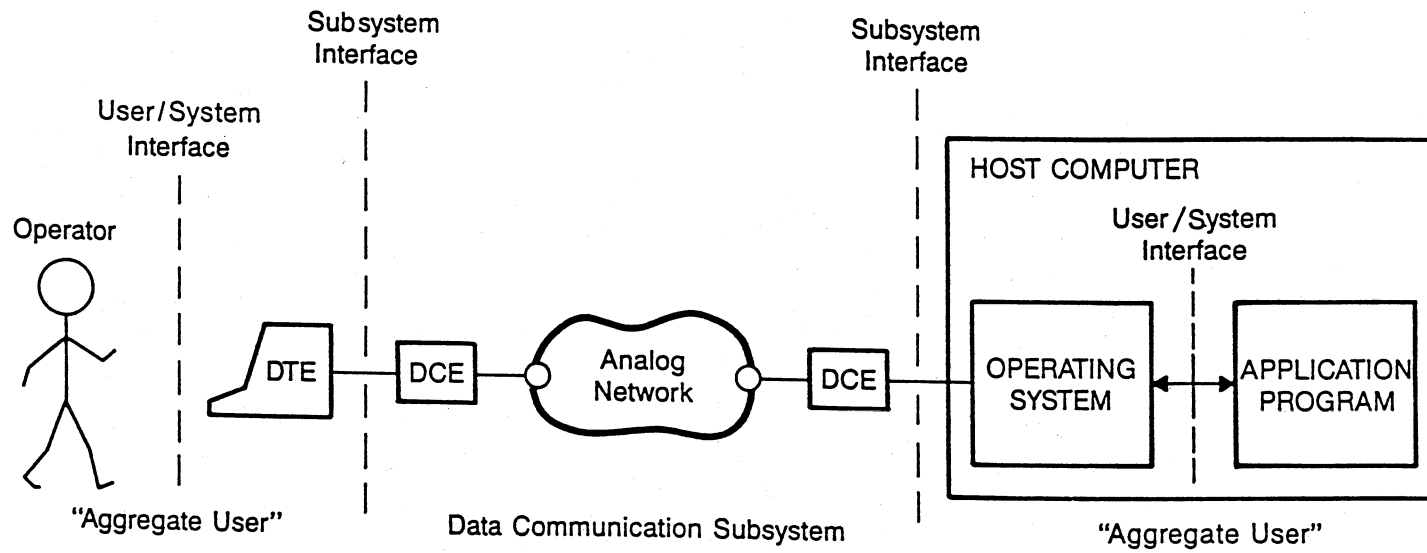 Subsystem
Interface
Subsystem
Interface
User/System
Interface
HOST COMPUTER
User/System
Interface
Operator
DTE
DCE
Analog
Network
DCE
OPERATING
SYSTEM
APPLICATION
PROGRAM
"Aggregate User"
Data Communication Subsystem
"Aggregate User"